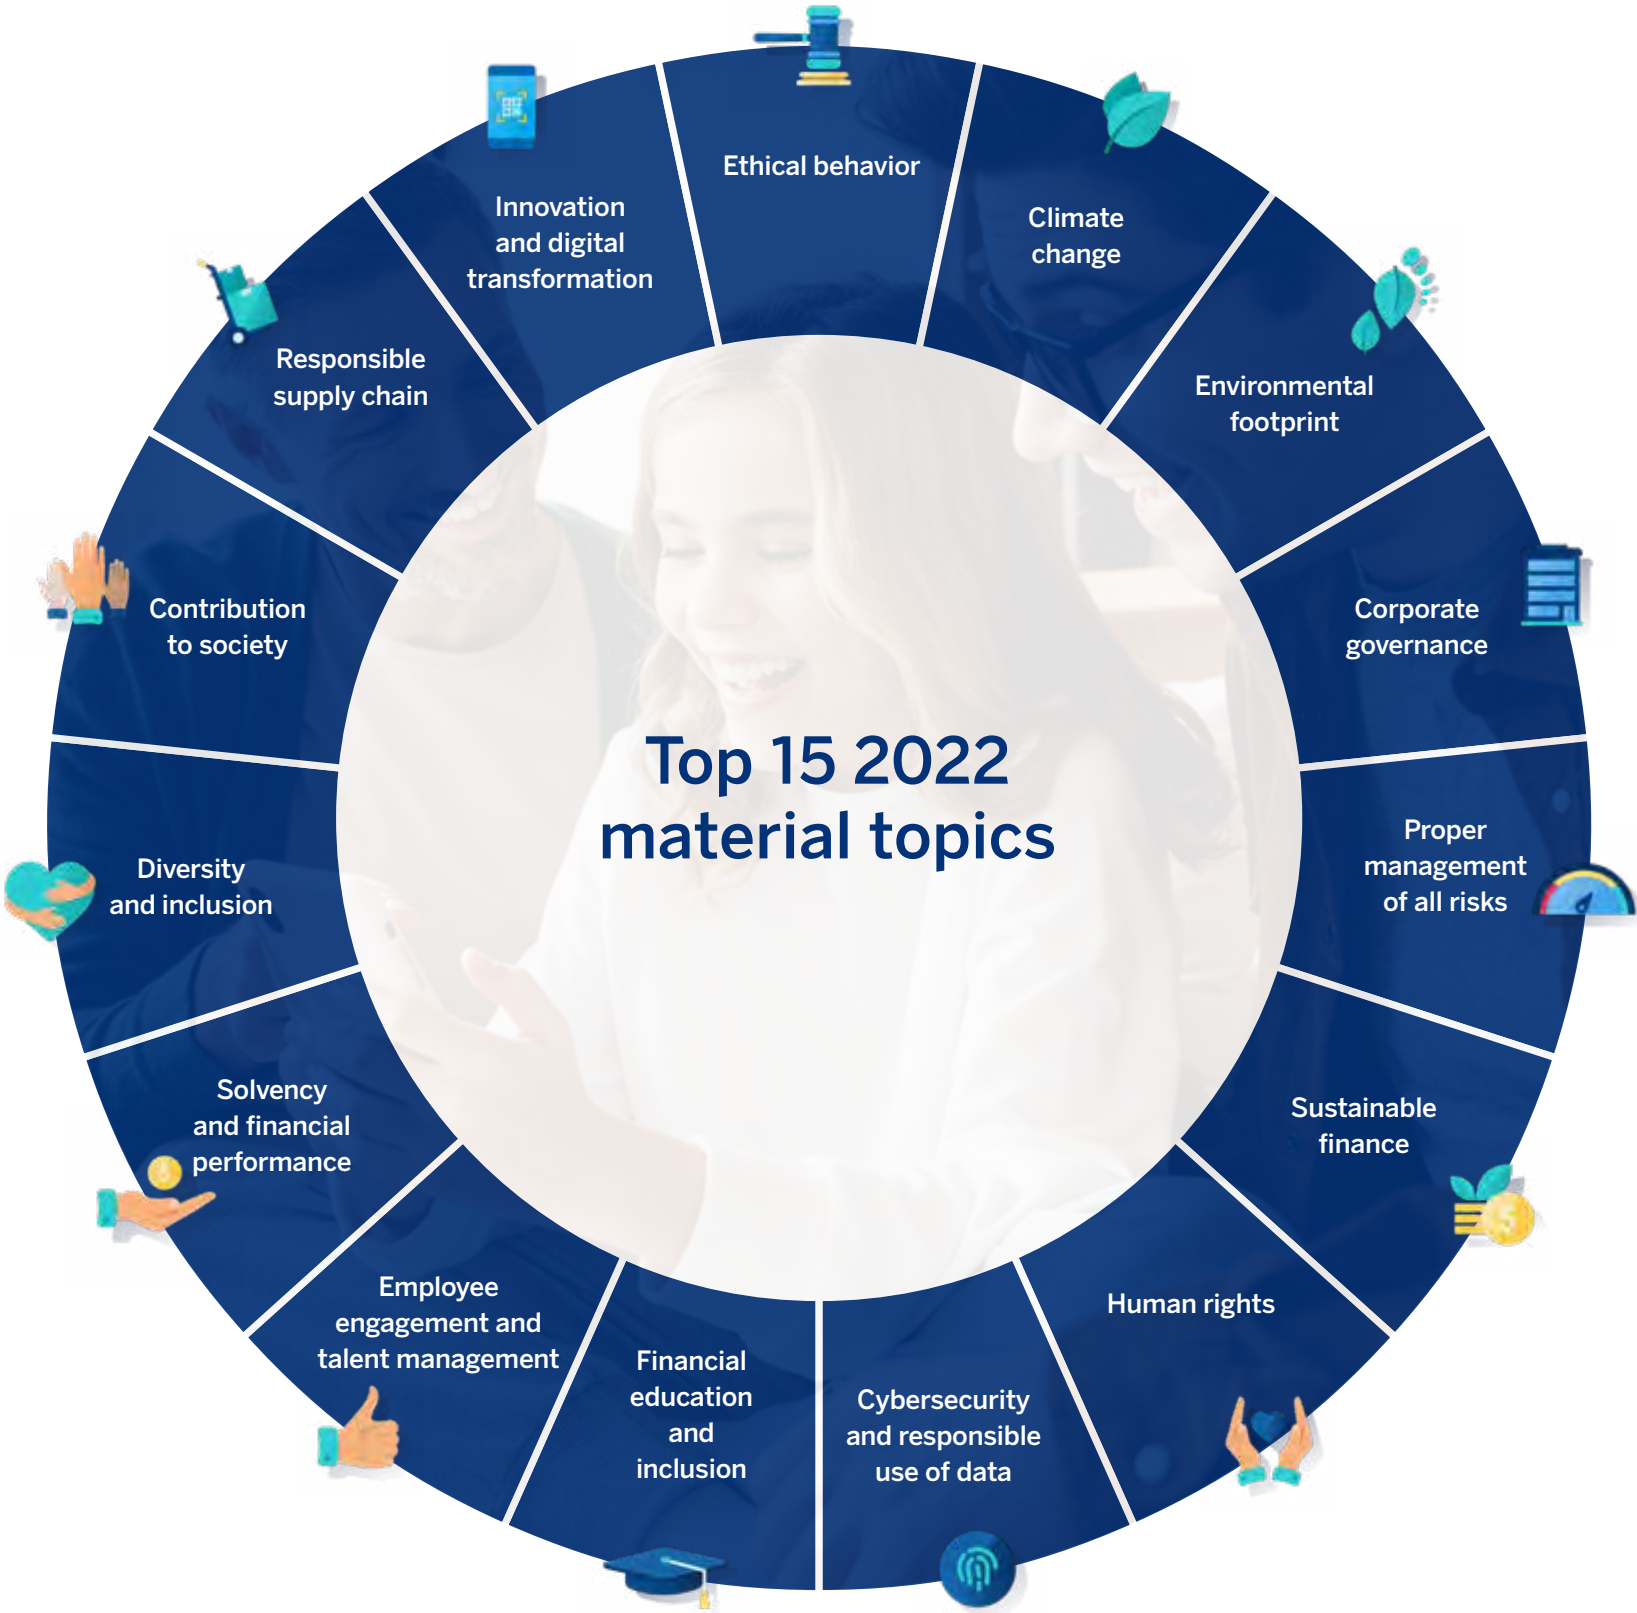 Ethical behavior
Climate
change
Environmental
footprint
Corporate
governance
Proper
management
of all risks
Sustainable
finance
Human rights
Cybersecurity
and responsible
use of data
Financial
education
and
inclusion
Employee
engagement and
talent management
Solvency
and financial
performance
Diversity
and inclusion
Contribution
to society
Responsible
supply chain
Innovation
and digital
transformation
Top 15 2022
material topics